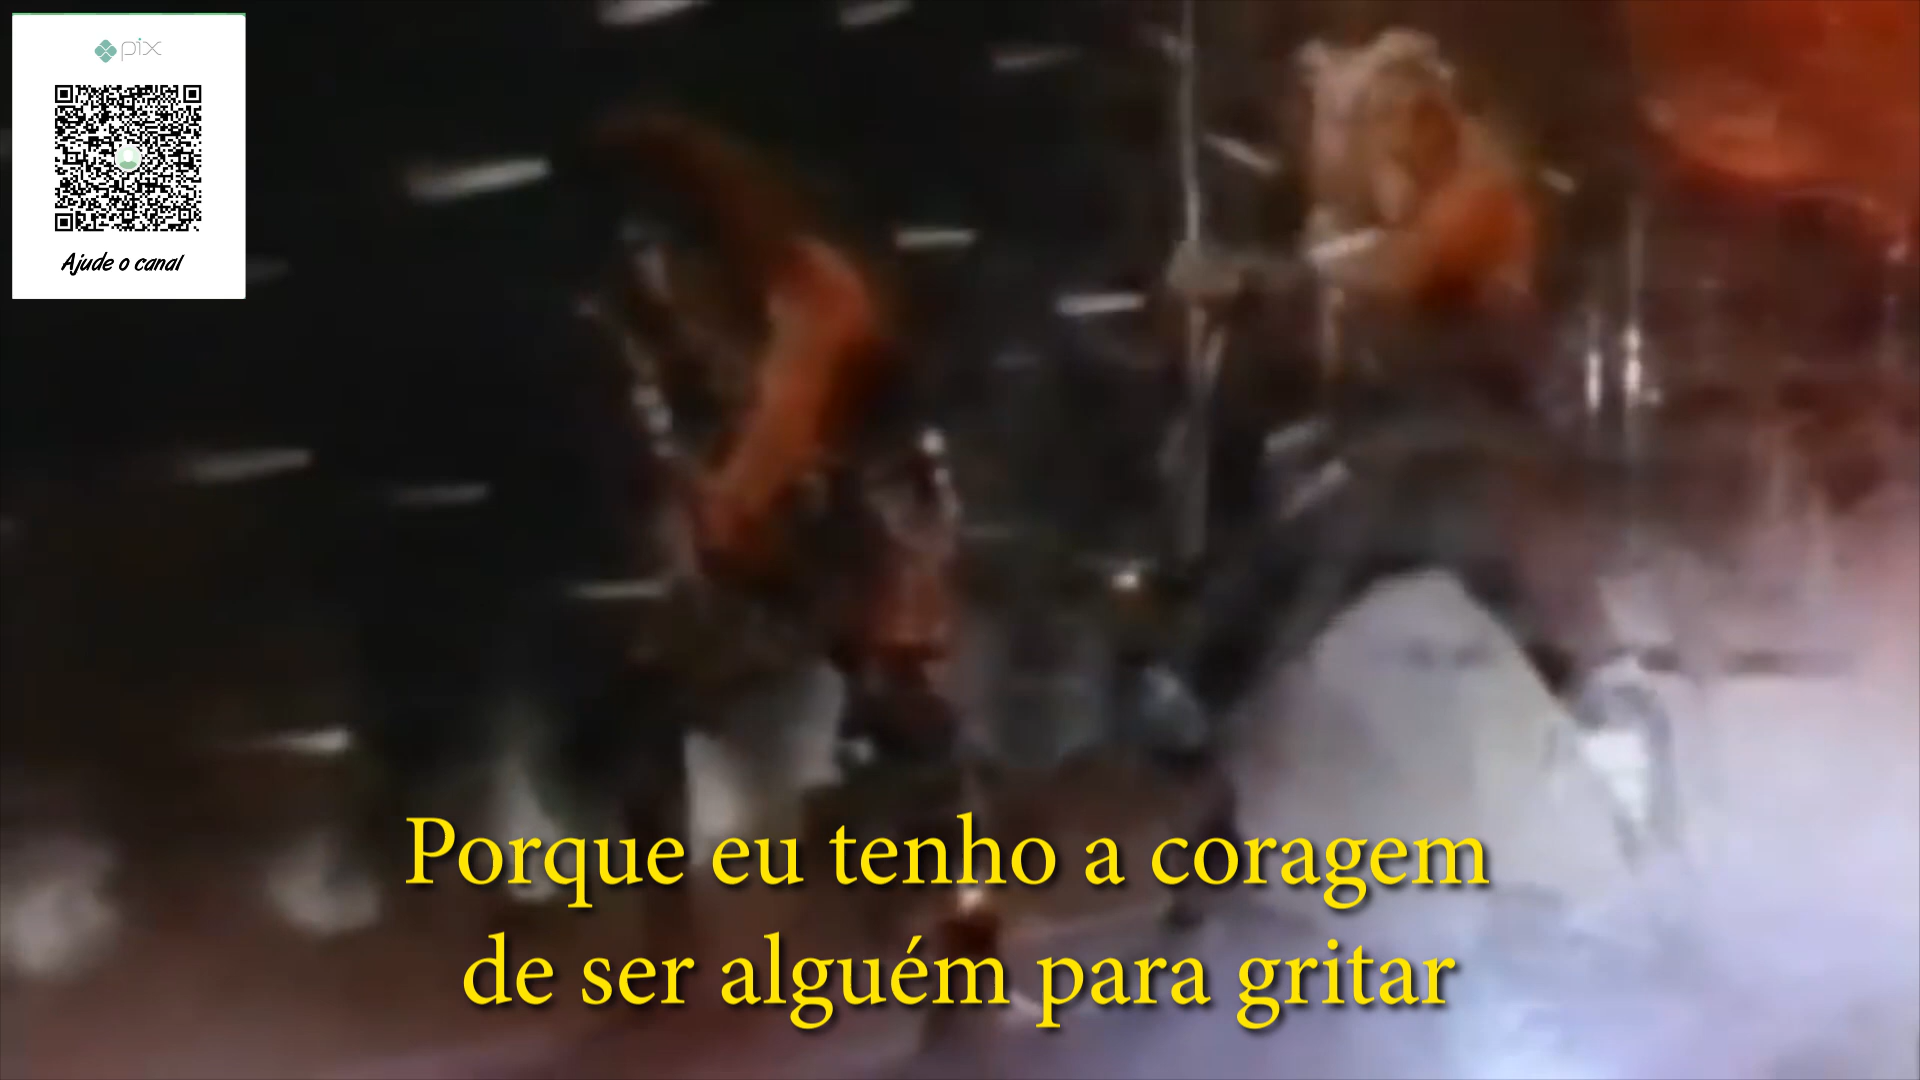 pix
Ajude o canal
Porque eu tenho a coragem
de ser alguém para gritar